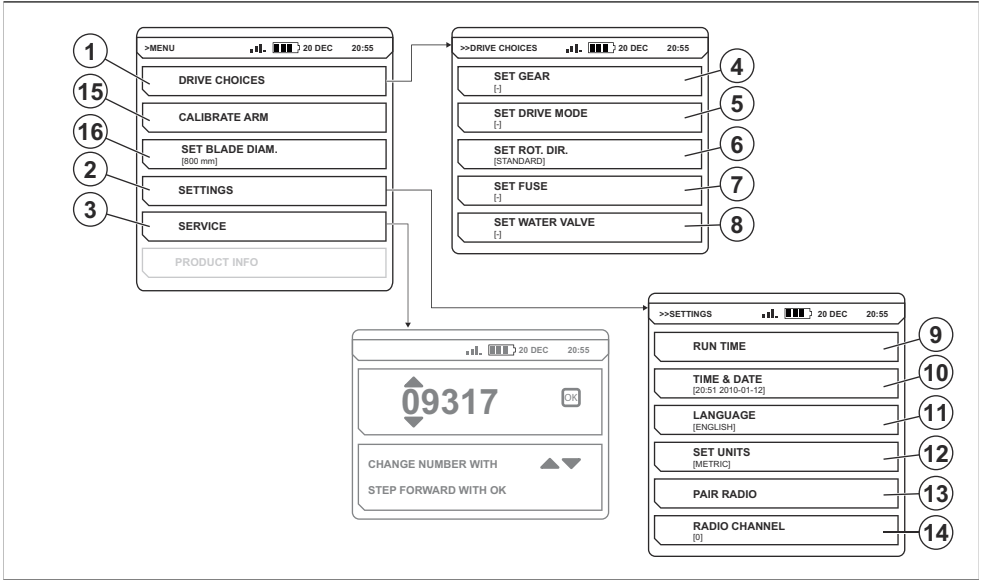 >MENU 20 DEC 20:55
1
DRIVE CHOICES
15
CALIBRATE ARM
16
SET BLADE DIAM.
[800 mm]
2
SETTINGS
3
SERVICE
PRODUCT INFO
>>DRIVE CHOICES 20 DEC 20:55
SET GEAR
[-]
4
SET DRIVE MODE
[-]
5
SET ROT. DIR.
[STANDARD]
6
SET FUSE
[-]
7
SET WATER VALVE
[-]
8
20 DEC 20:55
09317 OK
CHANGE NUMBER WITH
STEP FORWARD WITH OK
>>SETTINGS 20 DEC 20:55
RUN TIME
9
TIME & DATE
[20:51 2010-01-12]
10
LANGUAGE
[ENGLISH]
11
SET UNITS
[METRIC]
12
PAIR RADIO
13
RADIO CHANNEL
[0]
14